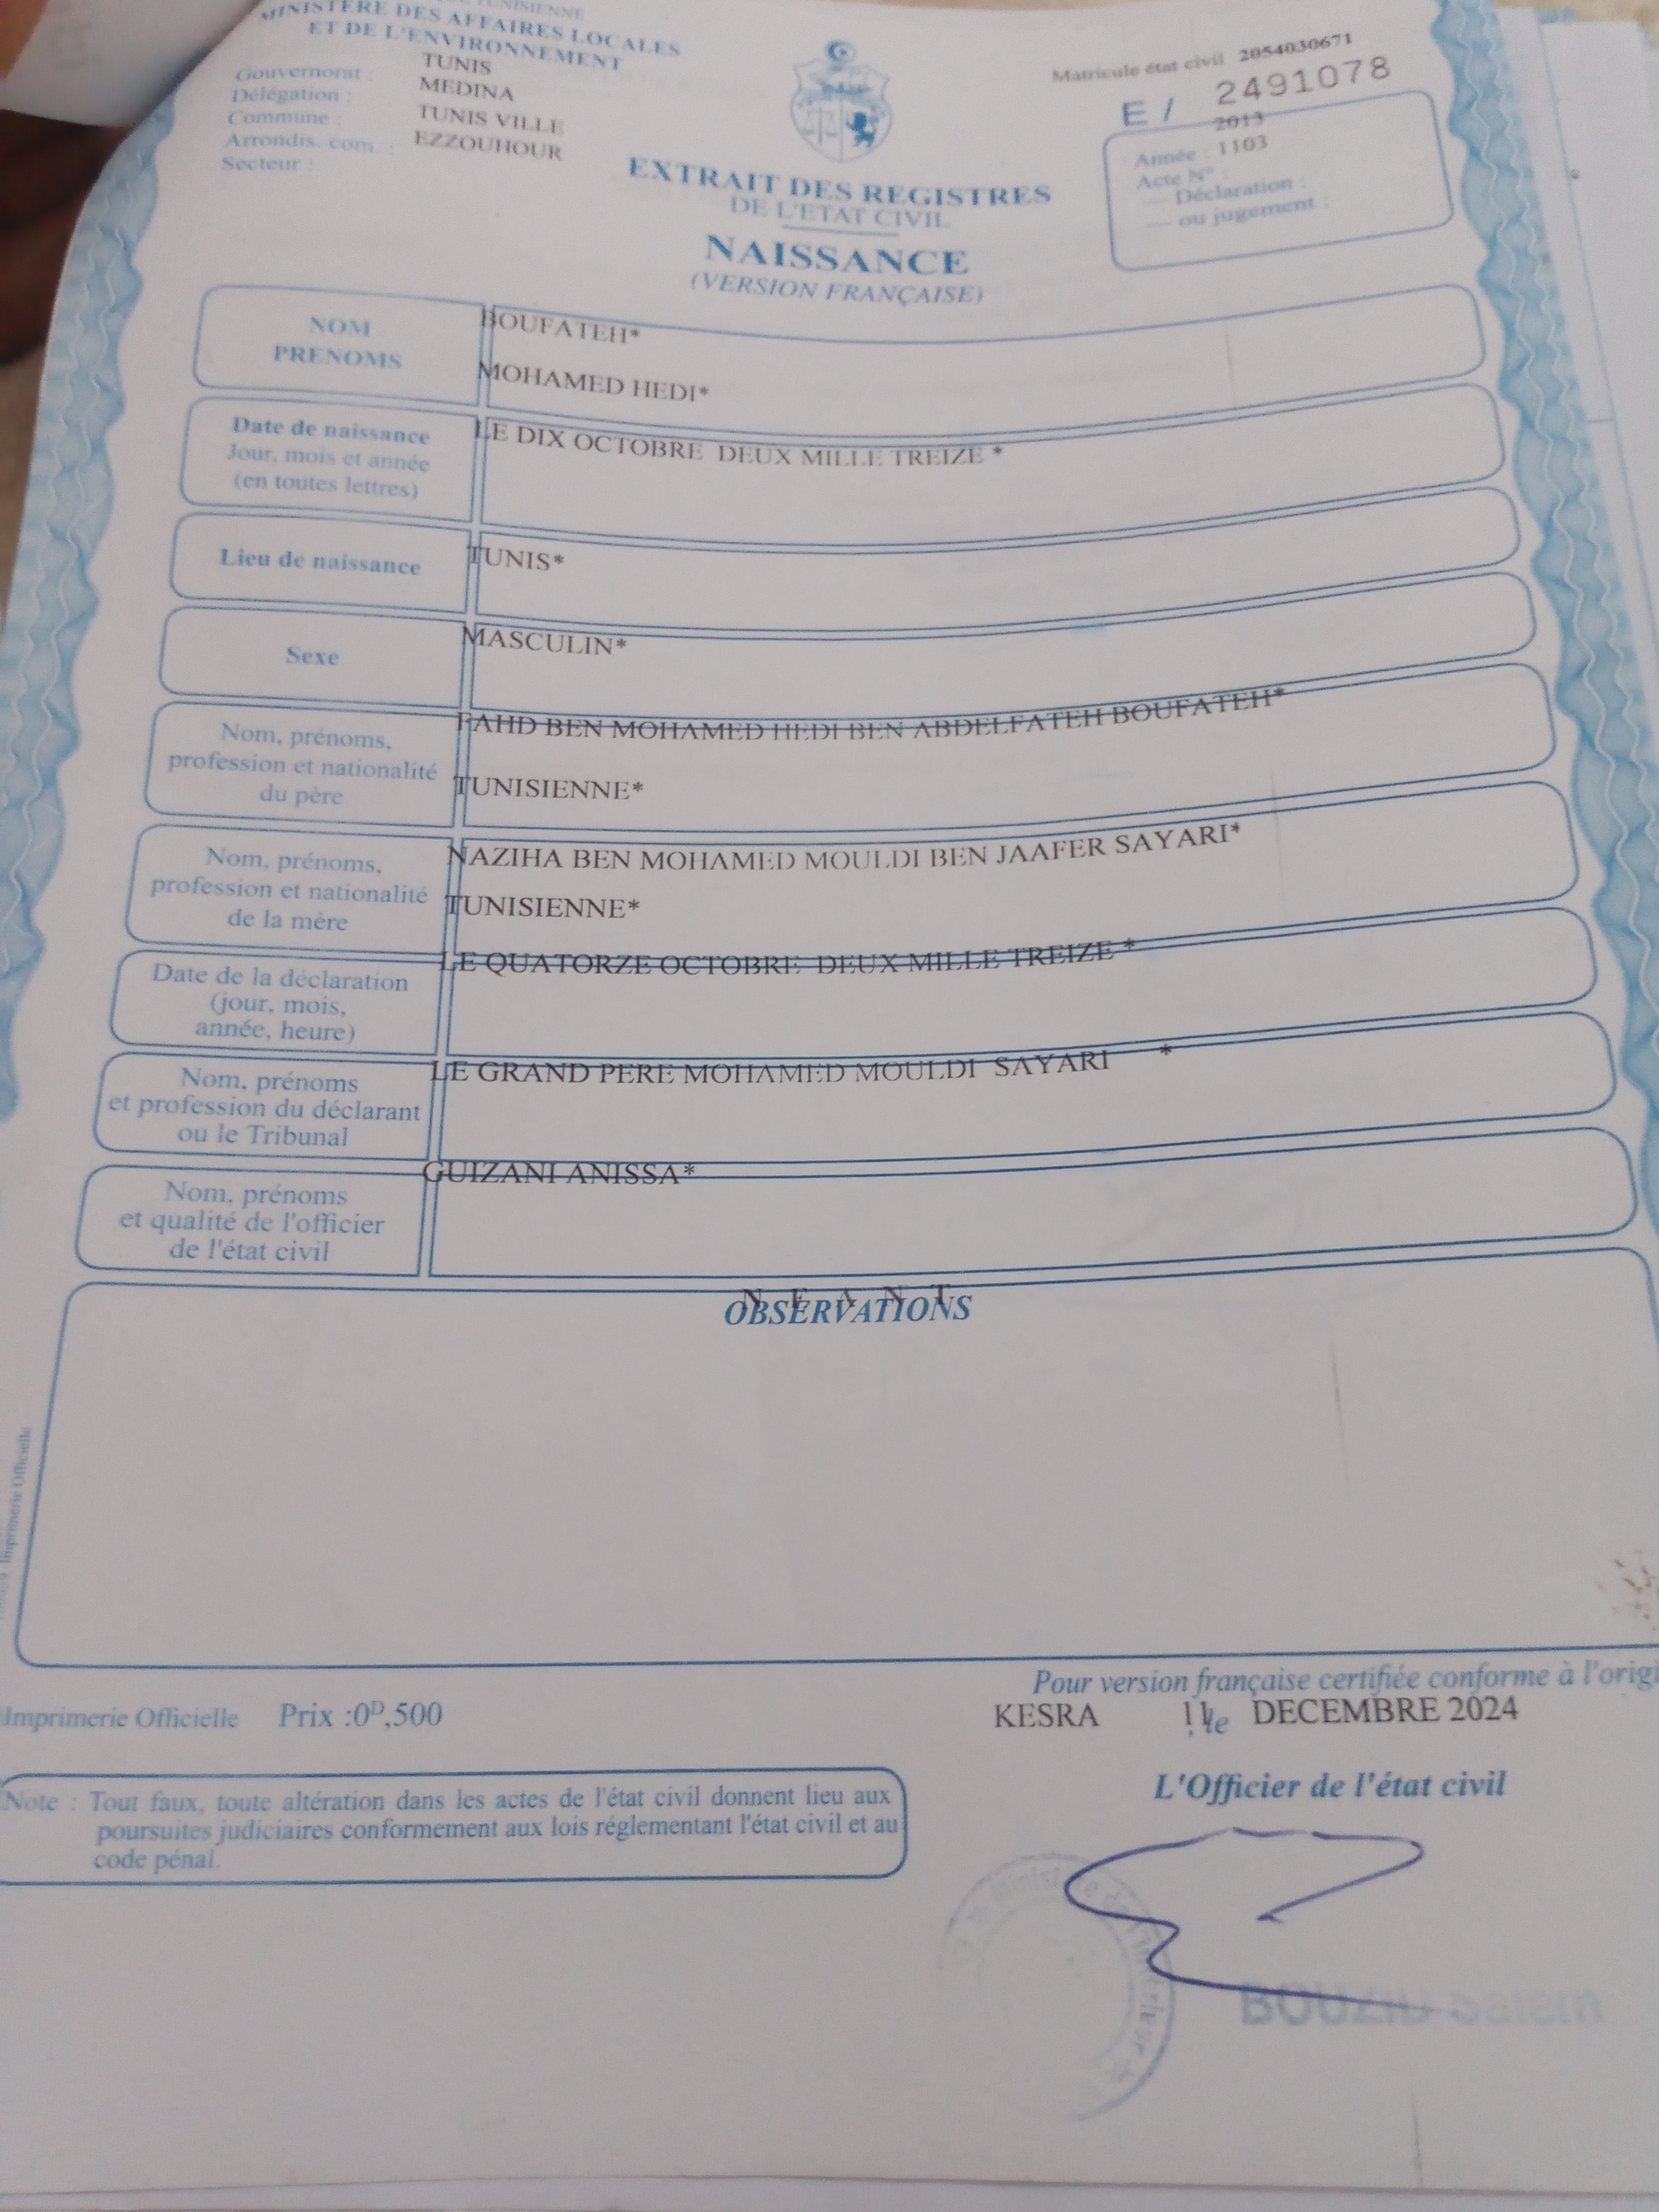 TUNISIENNE
MINISTÈRE DES AFFAIRES LOCALES
ET DE L'ENVIRONNEMENT
Gouvernorat : TUNIS
Délégation : MEDINA
Commune : TUNIS VILLE
Arrondis. com. : EZZOUHOUR
Secteur :
Matricule état civil 2054030671
E / 2491078
2013
Année : 1103
Acte N° :
— Déclaration :
— ou jugement :
EXTRAIT DES REGISTRES
DE L'ETAT CIVIL
NAISSANCE
(VERSION FRANÇAISE)
NOM
PRENOMS
BOUFATEH*
MOHAMED HEDI*
Date de naissance
Jour, mois et année
(en toutes lettres)
LE DIX OCTOBRE DEUX MILLE TREIZE *
Lieu de naissance
TUNIS*
Sexe
MASCULIN*
Nom, prénoms,
profession et nationalité
du père
FAHD BEN MOHAMED HEDI BEN ABDELFATEH BOUFATEH*
TUNISIENNE*
Nom, prénoms,
profession et nationalité
de la mère
NAZIHA BEN MOHAMED MOULDI BEN JAAFER SAYARI*
TUNISIENNE*
Date de la déclaration
(jour, mois,
année, heure)
LE QUATORZE OCTOBRE DEUX MILLE TREIZE *
Nom, prénoms
et profession du déclarant
ou le Tribunal
LE GRAND PERE MOHAMED MOULDI SAYARI *
Nom, prénoms
et qualité de l'officier
de l'état civil
GUIZANI ANISSA*
N E A N T
OBSERVATIONS
Imprimerie Officielle
Pour version française certifiée conforme à l'origi
Imprimerie Officielle Prix :0D,500
KESRA le DECEMBRE 2024
L'Officier de l'état civil
Note : Tout faux, toute altération dans les actes de l'état civil donnent lieu aux
poursuites judiciaires conformement aux lois réglementant l'état civil et au
code pénal.
Ministère de l'Intérieur
BOUZID Salem